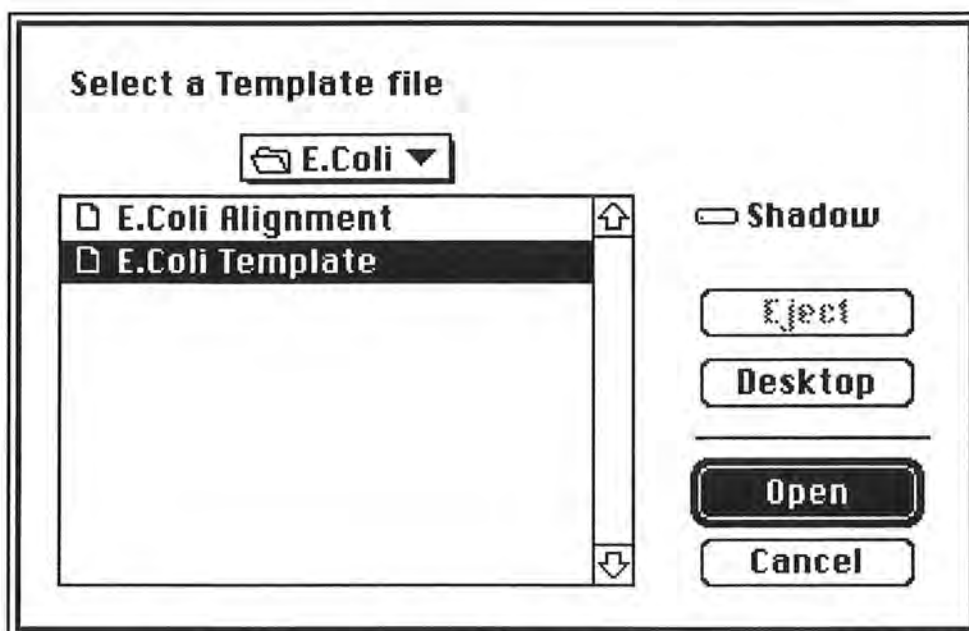 Select a Template file
E.Coli
E.Coli Alignment
E.Coli Template
Shadow
Eject
Desktop
Open
Cancel